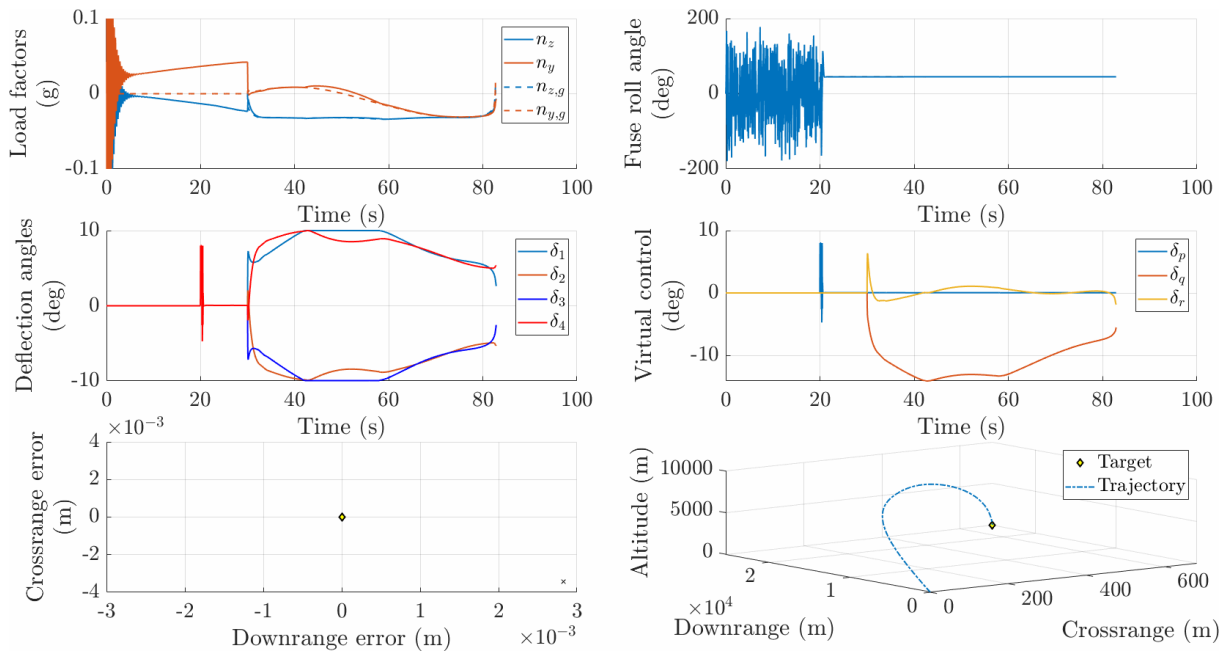 Load factors
(g)
0.1
0
-0.1
n_z
n_y
n_{z,g}
n_{y,g}
0 20 40 60 80 100
Time (s)
Fuse roll angle
(deg)
200
0
-200
0 20 40 60 80 100
Time (s)
Deflection angles
(deg)
10
0
-10
δ_1
δ_2
δ_3
δ_4
0 20 40 60 80 100
Time (s)
Virtual control
(deg)
10
0
-10
δ_p
δ_q
δ_r
0 20 40 60 80 100
Time (s)
Crossrange error
(m)
×10^{-3}
4
2
0
-2
-4
-3 -2 -1 0 1 2 3
Downrange error (m)
×10^{-3}
Altitude (m)
10000
5000
0
Target
Trajectory
2
1
0
×10^4
Downrange (m)
0 200 400 600
Crossrange (m)